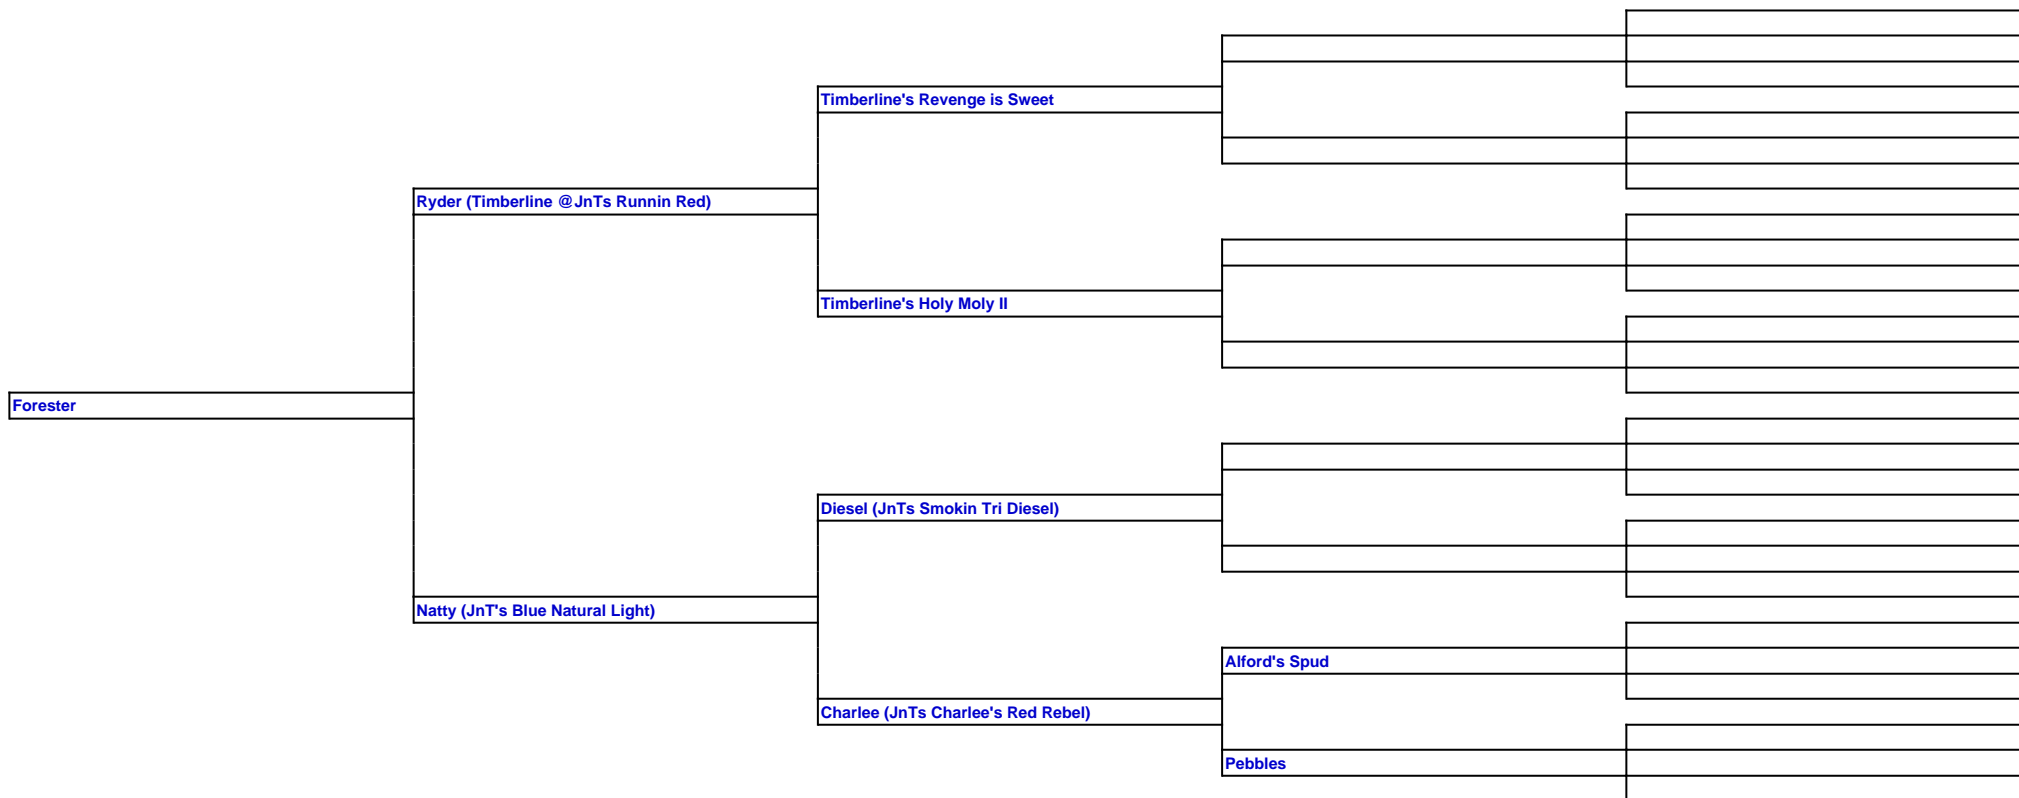 Timberline's Revenge is Sweet
Ryder (Timberline @JnTs Runnin Red)
Timberline's Holy Moly II
Forester
Diesel (JnTs Smokin Tri Diesel)
Natty (JnT's Blue Natural Light)
Alford's Spud
Charlee (JnTs Charlee's Red Rebel)
Pebbles